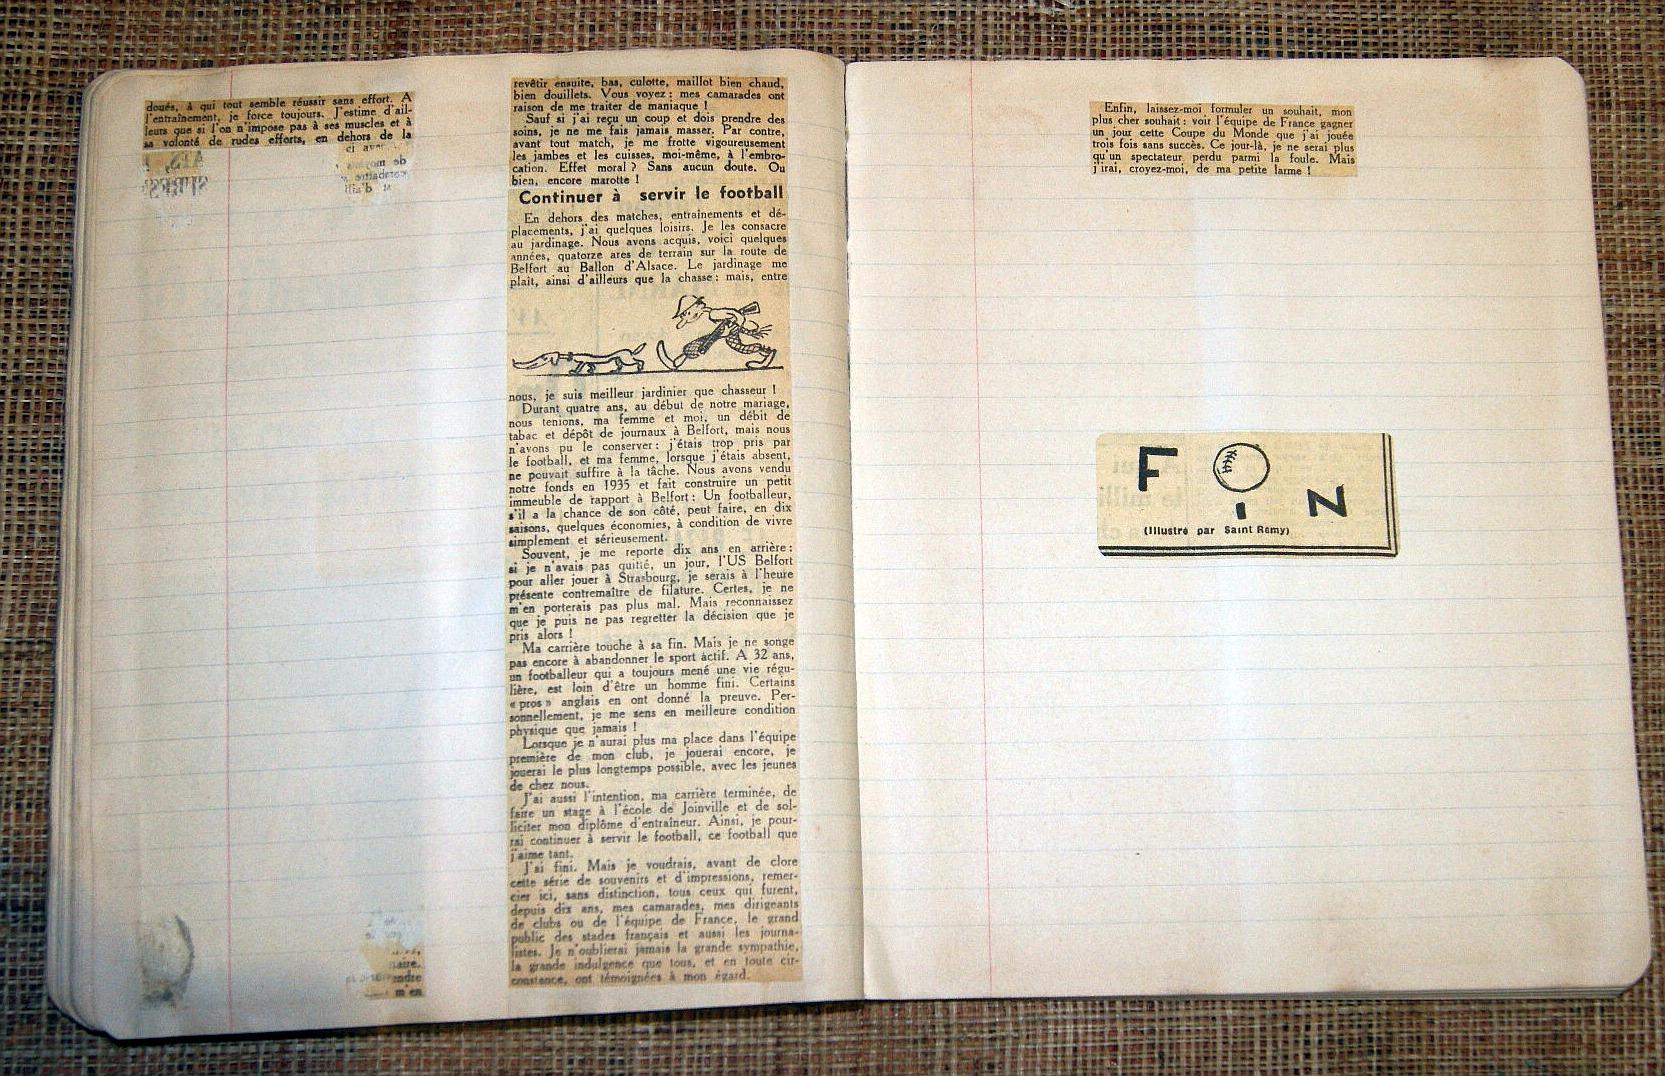 doués, à qui tout semble réussir sans effort. A
l'entraînement, je force toujours. J'estime d'ail-
leurs que si l'on n'impose pas à ses muscles et à
sa volonté de rudes efforts, en dehors de la
naire.
m'en
revêtir ensuite, bas, culotte, maillot bien chaud,
bien douillets. Vous voyez : mes camarades ont
raison de me traiter de maniaque !
Sauf si j'ai reçu un coup et dois prendre des
soins, je ne me fais jamais masser. Par contre,
avant tout match, je me frotte vigoureusement
les jambes et les cuisses, moi-même, à l'embro-
cation. Effet moral ? Sans aucun doute. Ou
bien, encore marotte !
Continuer à servir le football
En dehors des matches, entraînements et dé-
placements, j'ai quelques loisirs. Je les consacre
au jardinage. Nous avons acquis, voici quelques
années, quatorze ares de terrain sur la route de
Belfort au Ballon d'Alsace. Le jardinage me
plaît, ainsi d'ailleurs que la chasse : mais, entre
nous, je suis meilleur jardinier que chasseur !
Durant quatre ans, au début de notre mariage,
nous tenions, ma femme et moi, un débit de
tabac et dépôt de journaux à Belfort, mais nous
n'avons pu le conserver : j'étais trop pris par
le football, et ma femme, lorsque j'étais absent,
ne pouvait suffire à la tâche. Nous avons vendu
notre fonds en 1935 et fait construire un petit
immeuble de rapport à Belfort : Un footballeur,
s'il a la chance de son côté, peut faire, en dix
saisons, quelques économies, à condition de vivre
simplement et sérieusement.
Souvent, je me reporte dix ans en arrière :
si je n'avais pas quitté, un jour, l'US Belfort
pour aller jouer à Strasbourg, je serais à l'heure
présente contremaître de filature. Certes, je ne
m'en porterais pas plus mal. Mais reconnaissez
que je puis ne pas regretter la décision que je
pris alors !
Ma carrière touche à sa fin. Mais je ne songe
pas encore à abandonner le sport actif. A 32 ans,
un footballeur qui a toujours mené une vie régu-
lière, est loin d'être un homme fini. Certains
« pros » anglais en ont donné la preuve. Per-
sonnellement, je me sens en meilleure condition
physique que jamais !
Lorsque je n'aurai plus ma place dans l'équipe
première de mon club, je jouerai encore, je
jouerai le plus longtemps possible, avec les jeunes
de chez nous.
J'ai aussi l'intention, ma carrière terminée, de
faire un stage à l'école de Joinville et de sol-
liciter mon diplôme d'entraîneur. Ainsi, je pour-
rai continuer à servir le football, ce football que
j'aime tant.
J'ai fini. Mais je voudrais, avant de clore
cette série de souvenirs et d'impressions, remer-
cier ici, sans distinction, tous ceux qui furent,
depuis dix ans, mes camarades, mes dirigeants
de clubs ou de l'équipe de France, le grand
public des stades français et aussi les journa-
listes. Je n'oublierai jamais la grande sympathie,
la grande indulgence que tous, et en toute cir-
constance, ont témoignées à mon égard.
Enfin, laissez-moi formuler un souhait, mon
plus cher souhait : voir l'équipe de France gagner
un jour cette Coupe du Monde que j'ai jouée
trois fois sans succès. Ce jour-là, je ne serai plus
qu'un spectateur perdu parmi la foule. Mais
j'irai, croyez-moi, de ma petite larme !
FIN
(Illustré par Saint Rémy)